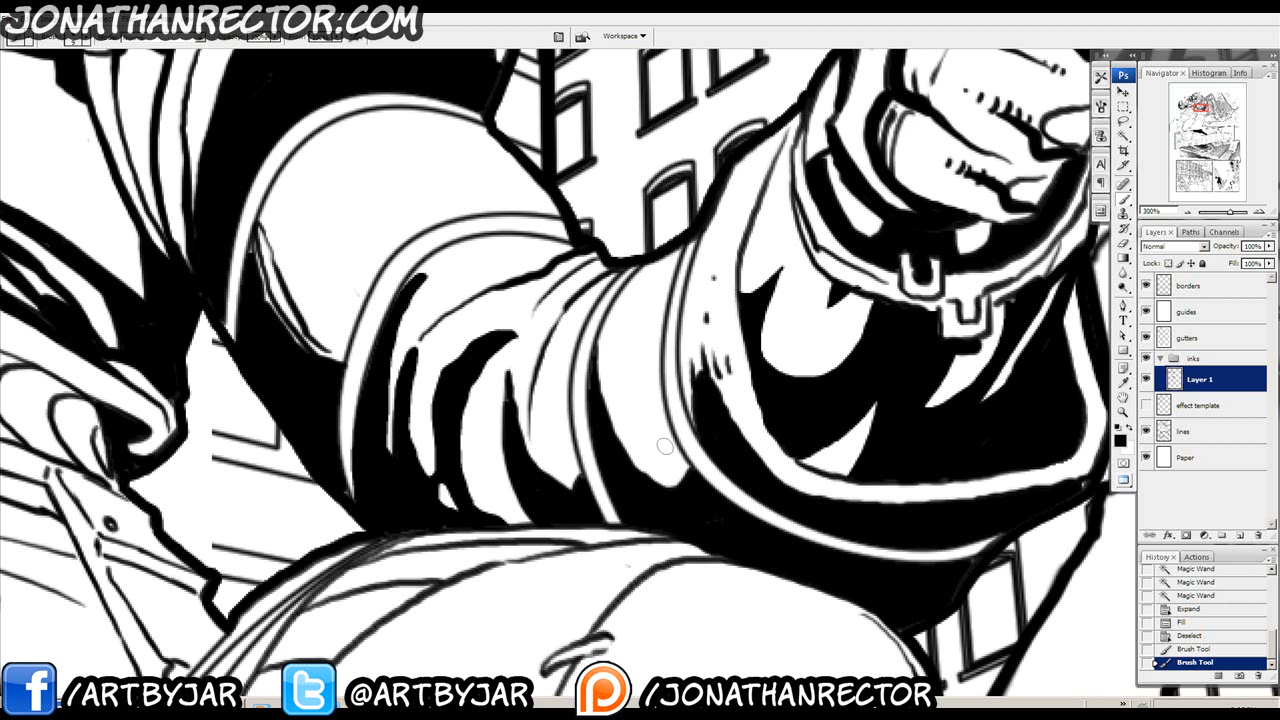 JONATHANRECTOR.COM
Workspace
Ps
Navigator × Histogram Info
300%
Layers × Paths Channels
Normal Opacity: 100%
Lock: Fill: 100%
borders
guides
gutters
inks
Layer 1
effect template
lines
Paper
History × Actions
Magic Wand
Magic Wand
Magic Wand
Expand
Fill
Deselect
Brush Tool
Brush Tool
/ARTBYJAR @ARTBYJAR /JONATHANRECTOR